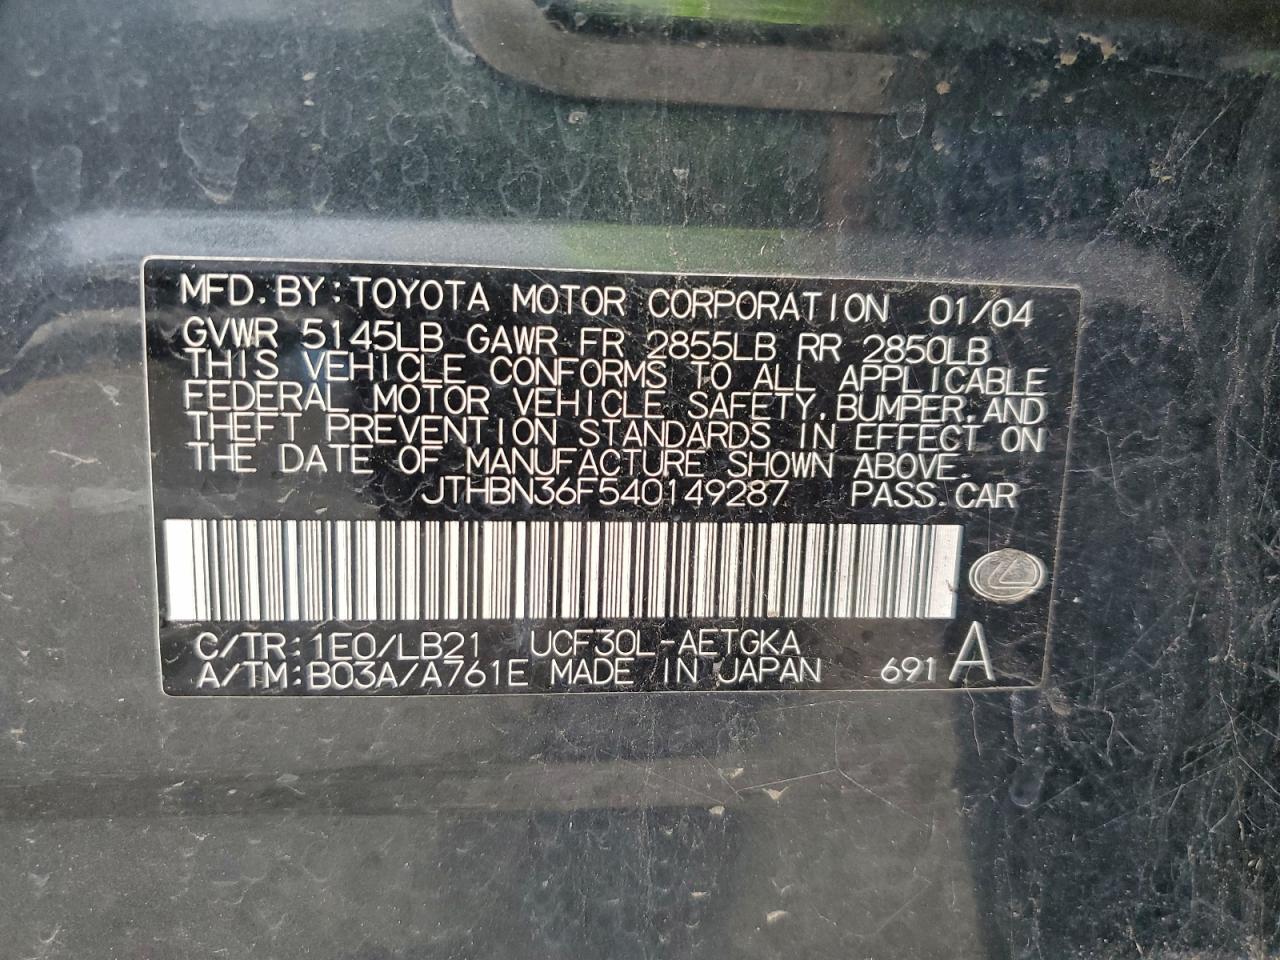 MFD. BY: TOYOTA MOTOR CORPORATION 01/04
GVWR 5145LB GAWR FR 2855LB RR 2850LB
THIS VEHICLE CONFORMS TO ALL APPLICABLE
FEDERAL MOTOR VEHICLE SAFETY, BUMPER, AND
THEFT PREVENTION STANDARDS IN EFFECT ON
THE DATE OF MANUFACTURE SHOWN ABOVE.
JTHBN36F540149287 PASS. CAR
C/TR: 1E0/LB21 UCF30L-AETGKA
A/TM: B03A/A761E MADE IN JAPAN 691 A